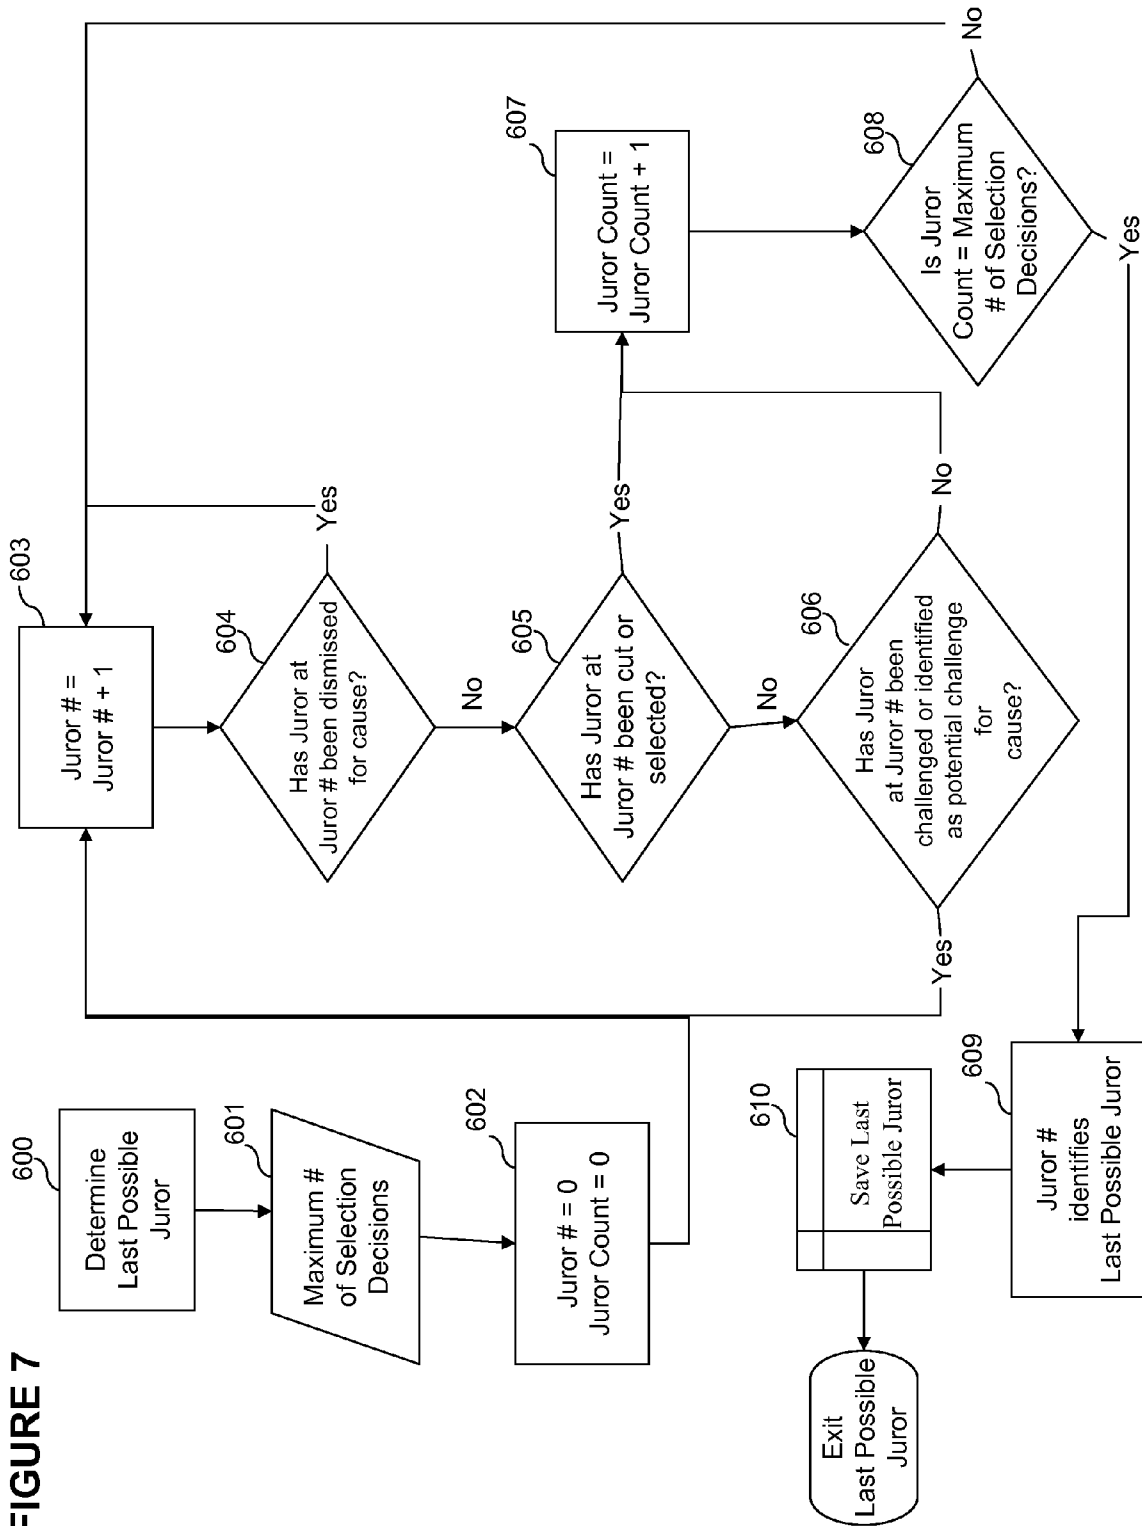 FIGURE 7
600
Determine
Last Possible
Juror
601
Maximum #
of Selection
Decisions
602
Juror # = 0
Juror Count = 0
603
Juror # =
Juror # + 1
604
Has Juror at
Juror # been dismissed
for cause?
Yes
No
605
Has Juror at
Juror # been cut or
selected?
Yes
No
606
Has Juror
at Juror # been
challenged or identified
as potential challenge
for
cause?
Yes
No
607
Juror Count =
Juror Count + 1
608
Is Juror
Count = Maximum
# of Selection
Decisions?
No
Yes
609
Juror #
identifies
Last Possible Juror
610
Save Last
Possible Juror
Exit
Last Possible
Juror